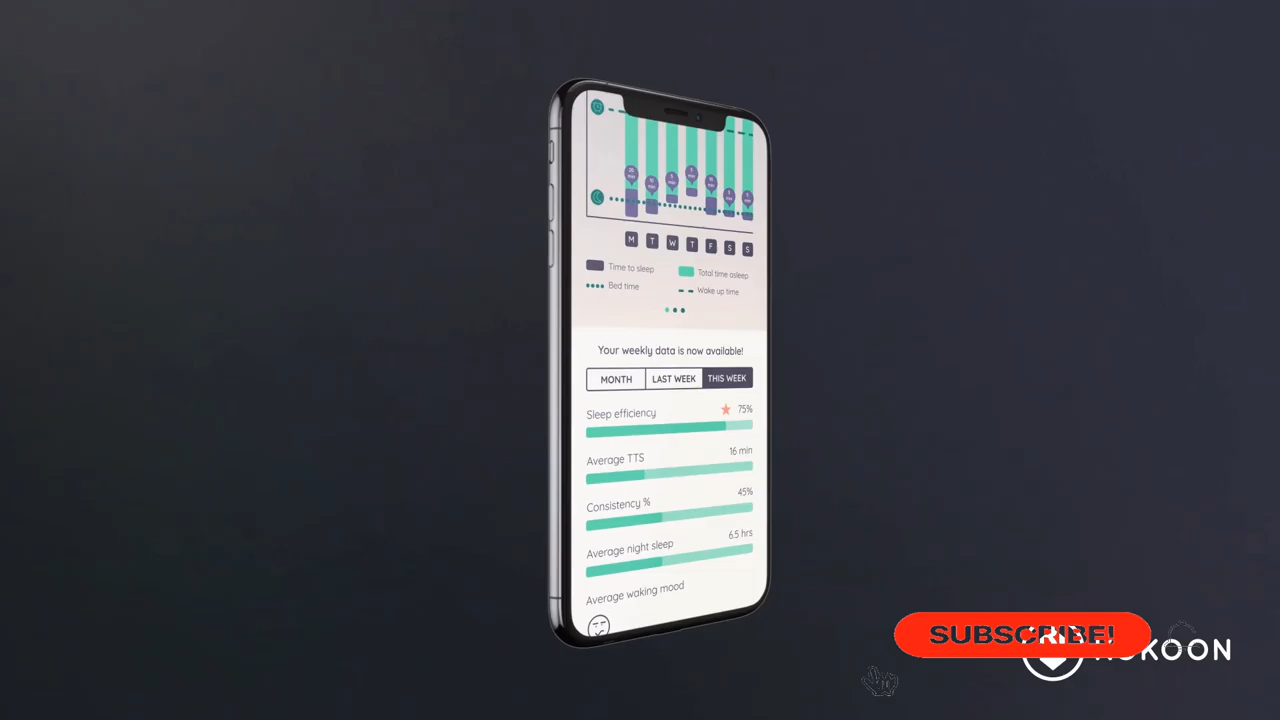 M T W T F S S
Time to sleep
Total time asleep
Bed time
Wake up time
Your weekly data is now available!
MONTH LAST WEEK THIS WEEK
Sleep efficiency 75%
Average TTS 16 min
Consistency % 45%
Average night sleep 6.5 hrs
Average waking mood
SUBSCRIBE!